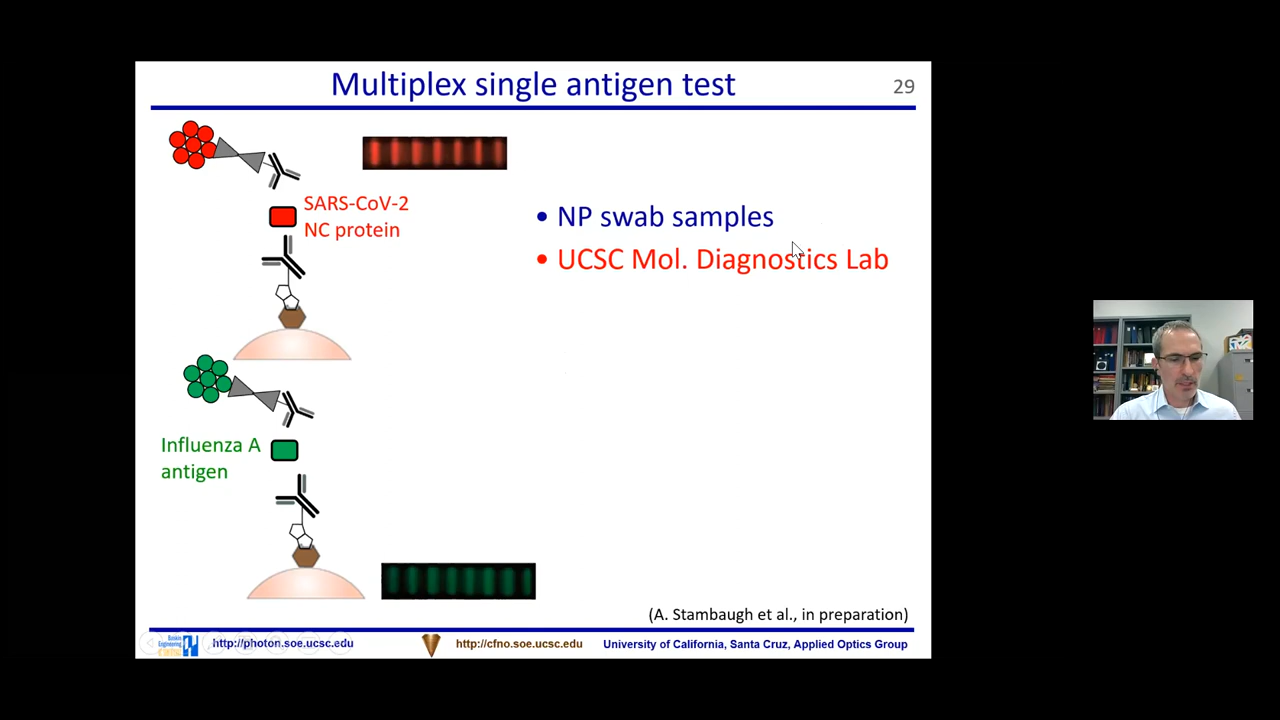 Multiplex single antigen test
29
SARS-CoV-2
NC protein
• NP swab samples
• UCSC Mol. Diagnostics Lab
Influenza A
antigen
(A. Stambaugh et al., in preparation)
Baskin
Engineering
http://photon.soe.ucsc.edu
http://cfno.soe.ucsc.edu
University of California, Santa Cruz, Applied Optics Group